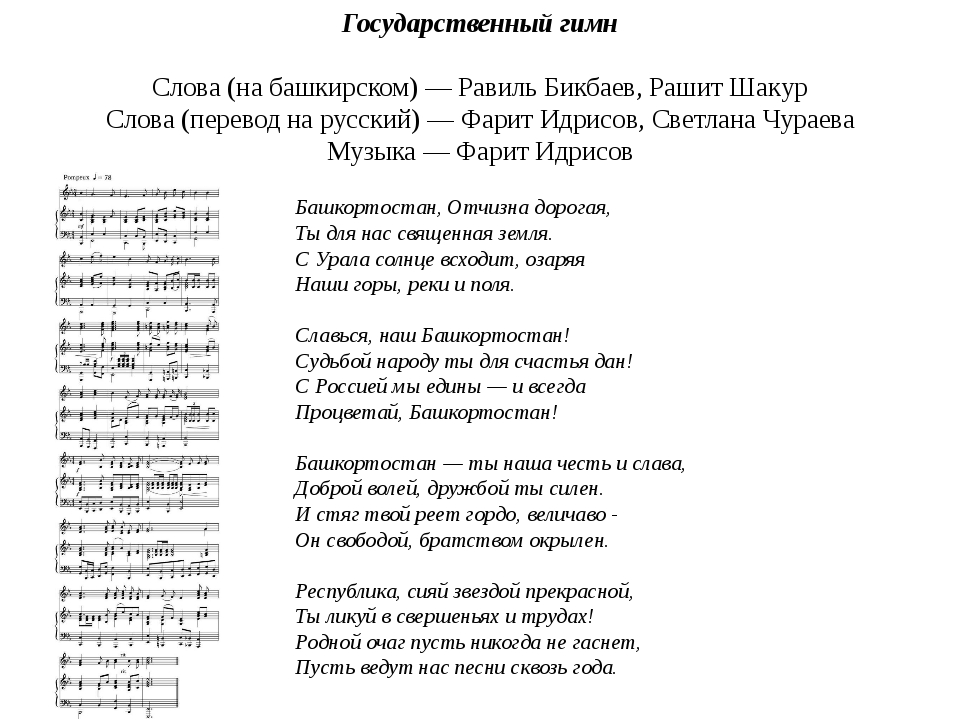 Государственный гимн
Слова (на башкирском) — Равиль Бикбаев, Рашит Шакур
Слова (перевод на русский) — Фарит Идрисов, Светлана Чураева
Музыка — Фарит Идрисов
Pompeux ♩ = 78
Башкортостан, Отчизна дорогая,
Ты для нас священная земля.
С Урала солнце всходит, озаряя
Наши горы, реки и поля.
Славься, наш Башкортостан!
Судьбой народу ты для счастья дан!
С Россией мы едины — и всегда
Процветай, Башкортостан!
Башкортостан — ты наша честь и слава,
Доброй волей, дружбой ты силен.
И стяг твой реет гордо, величаво -
Он свободой, братством окрылен.
Республика, сияй звездой прекрасной,
Ты ликуй в свершеньях и трудах!
Родной очаг пусть никогда не гаснет,
Пусть ведут нас песни сквозь года.